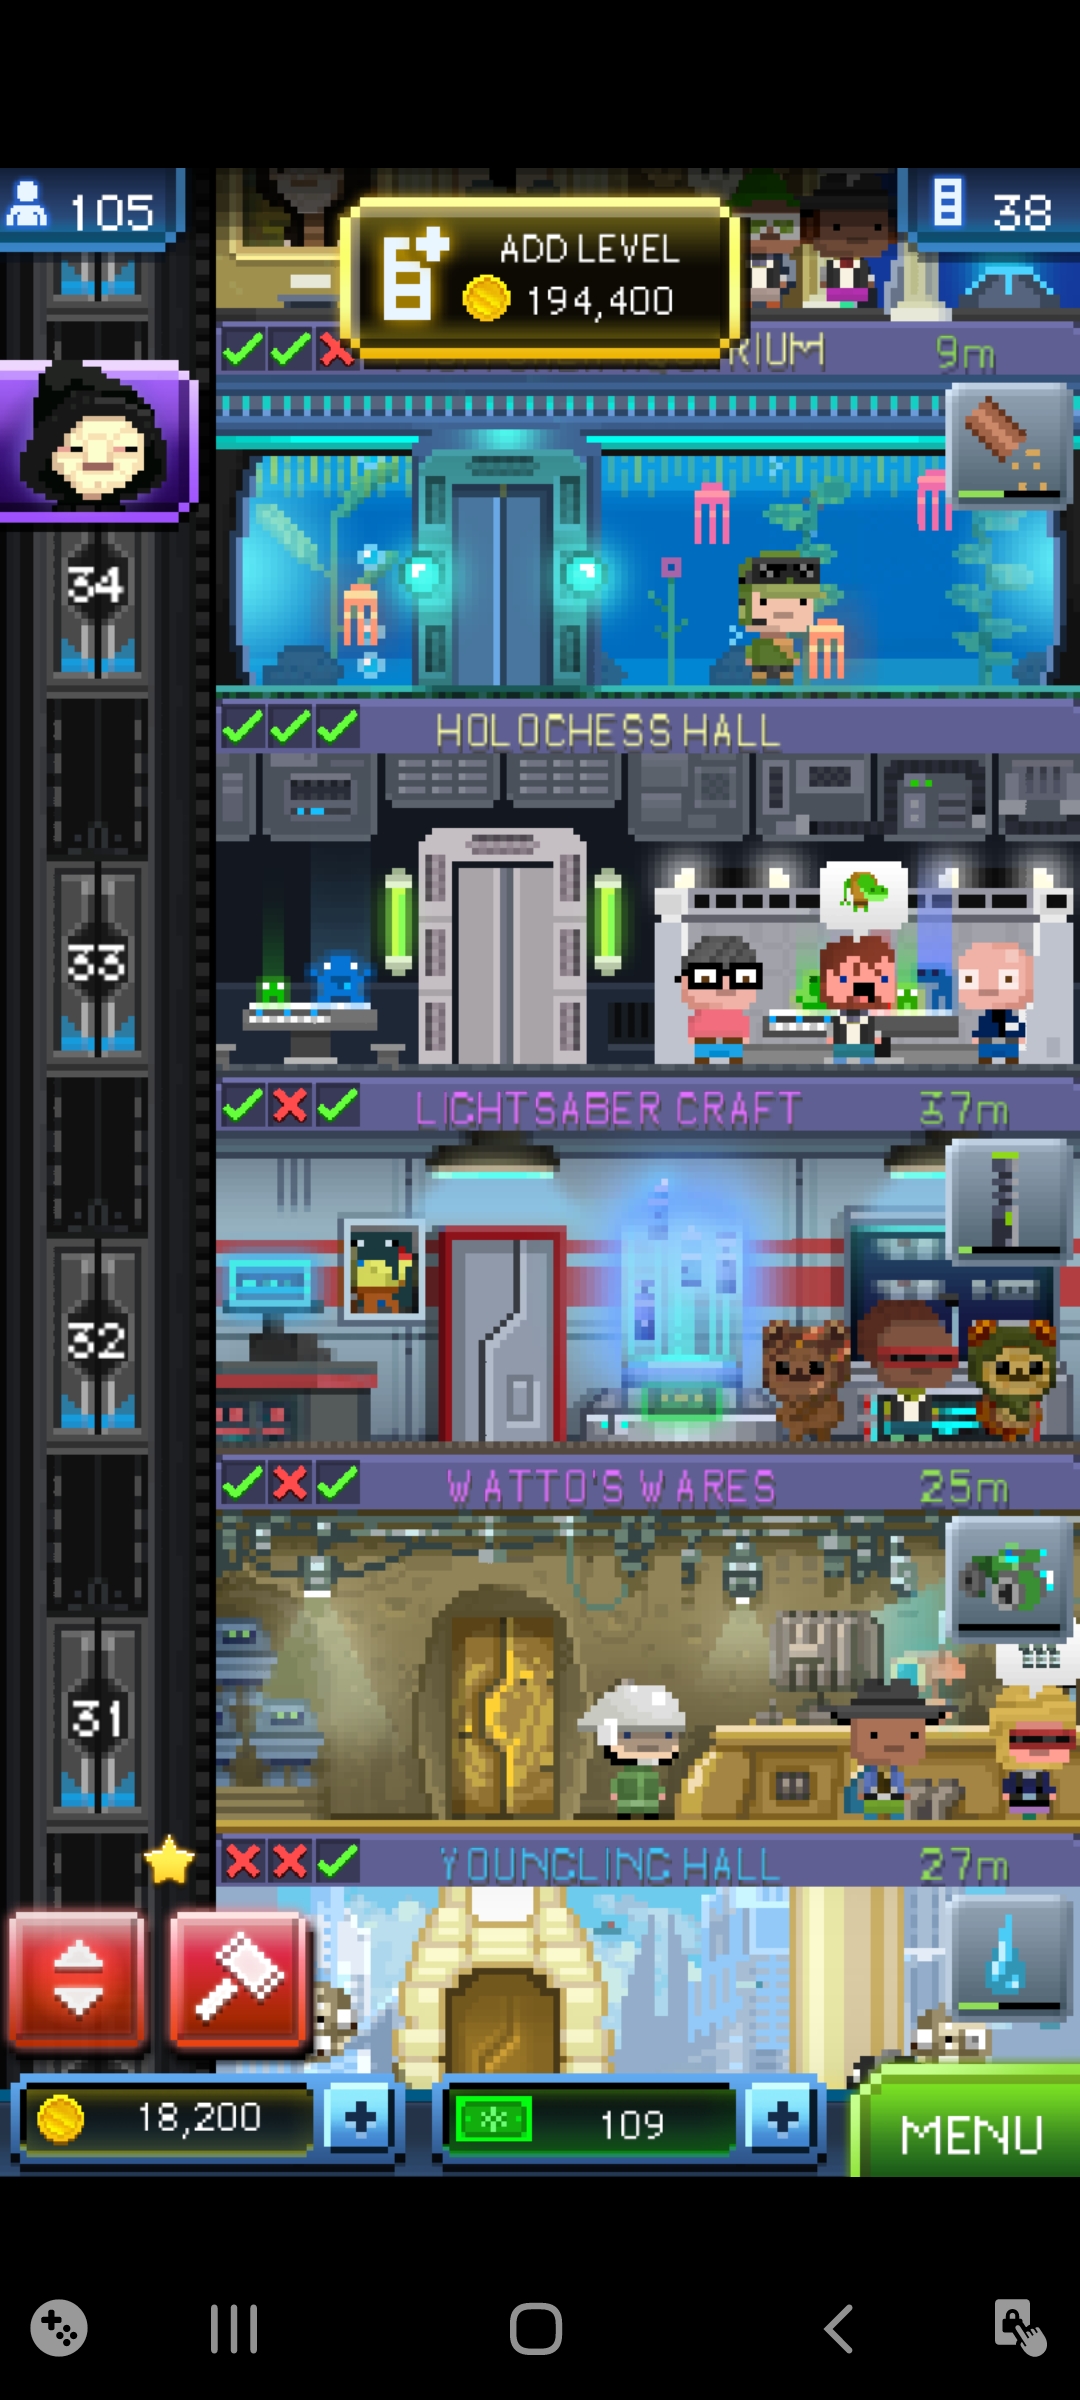 105
38
ADD LEVEL
194,400
RIUM
9m
34
HOLOCHESS HALL
33
LIGHTSABER CRAFT
37m
32
WATTO'S WARES
25m
31
YOUNGLING HALL
27m
18,200
109
MENU